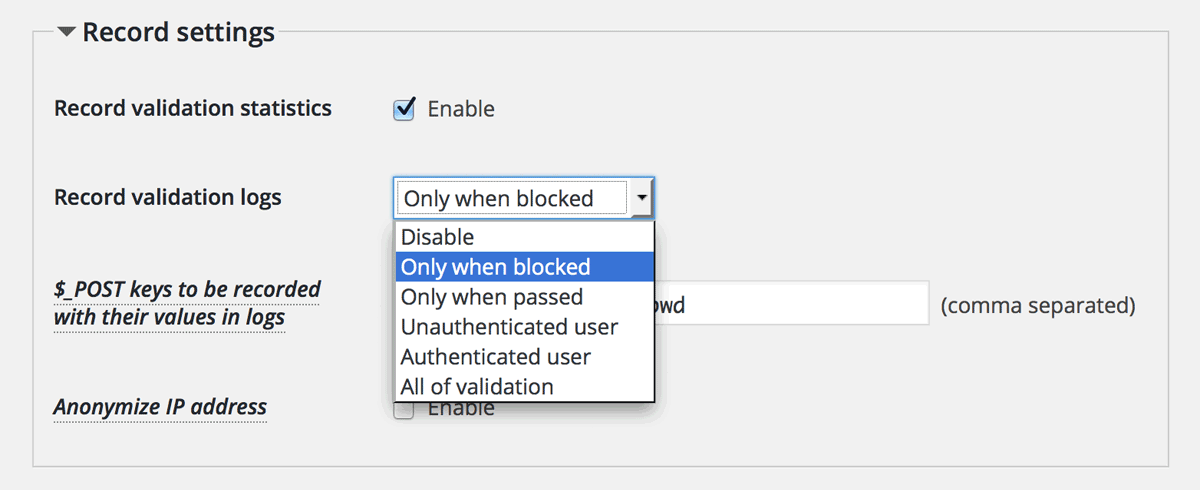 Record settings
Record validation statistics
Enable
Record validation logs
Only when blocked
Disable
Only when blocked
Only when passed
Unauthenticated user
Authenticated user
All of validation
$_POST keys to be recorded
with their values in logs
(comma separated)
Anonymize IP address
Enable